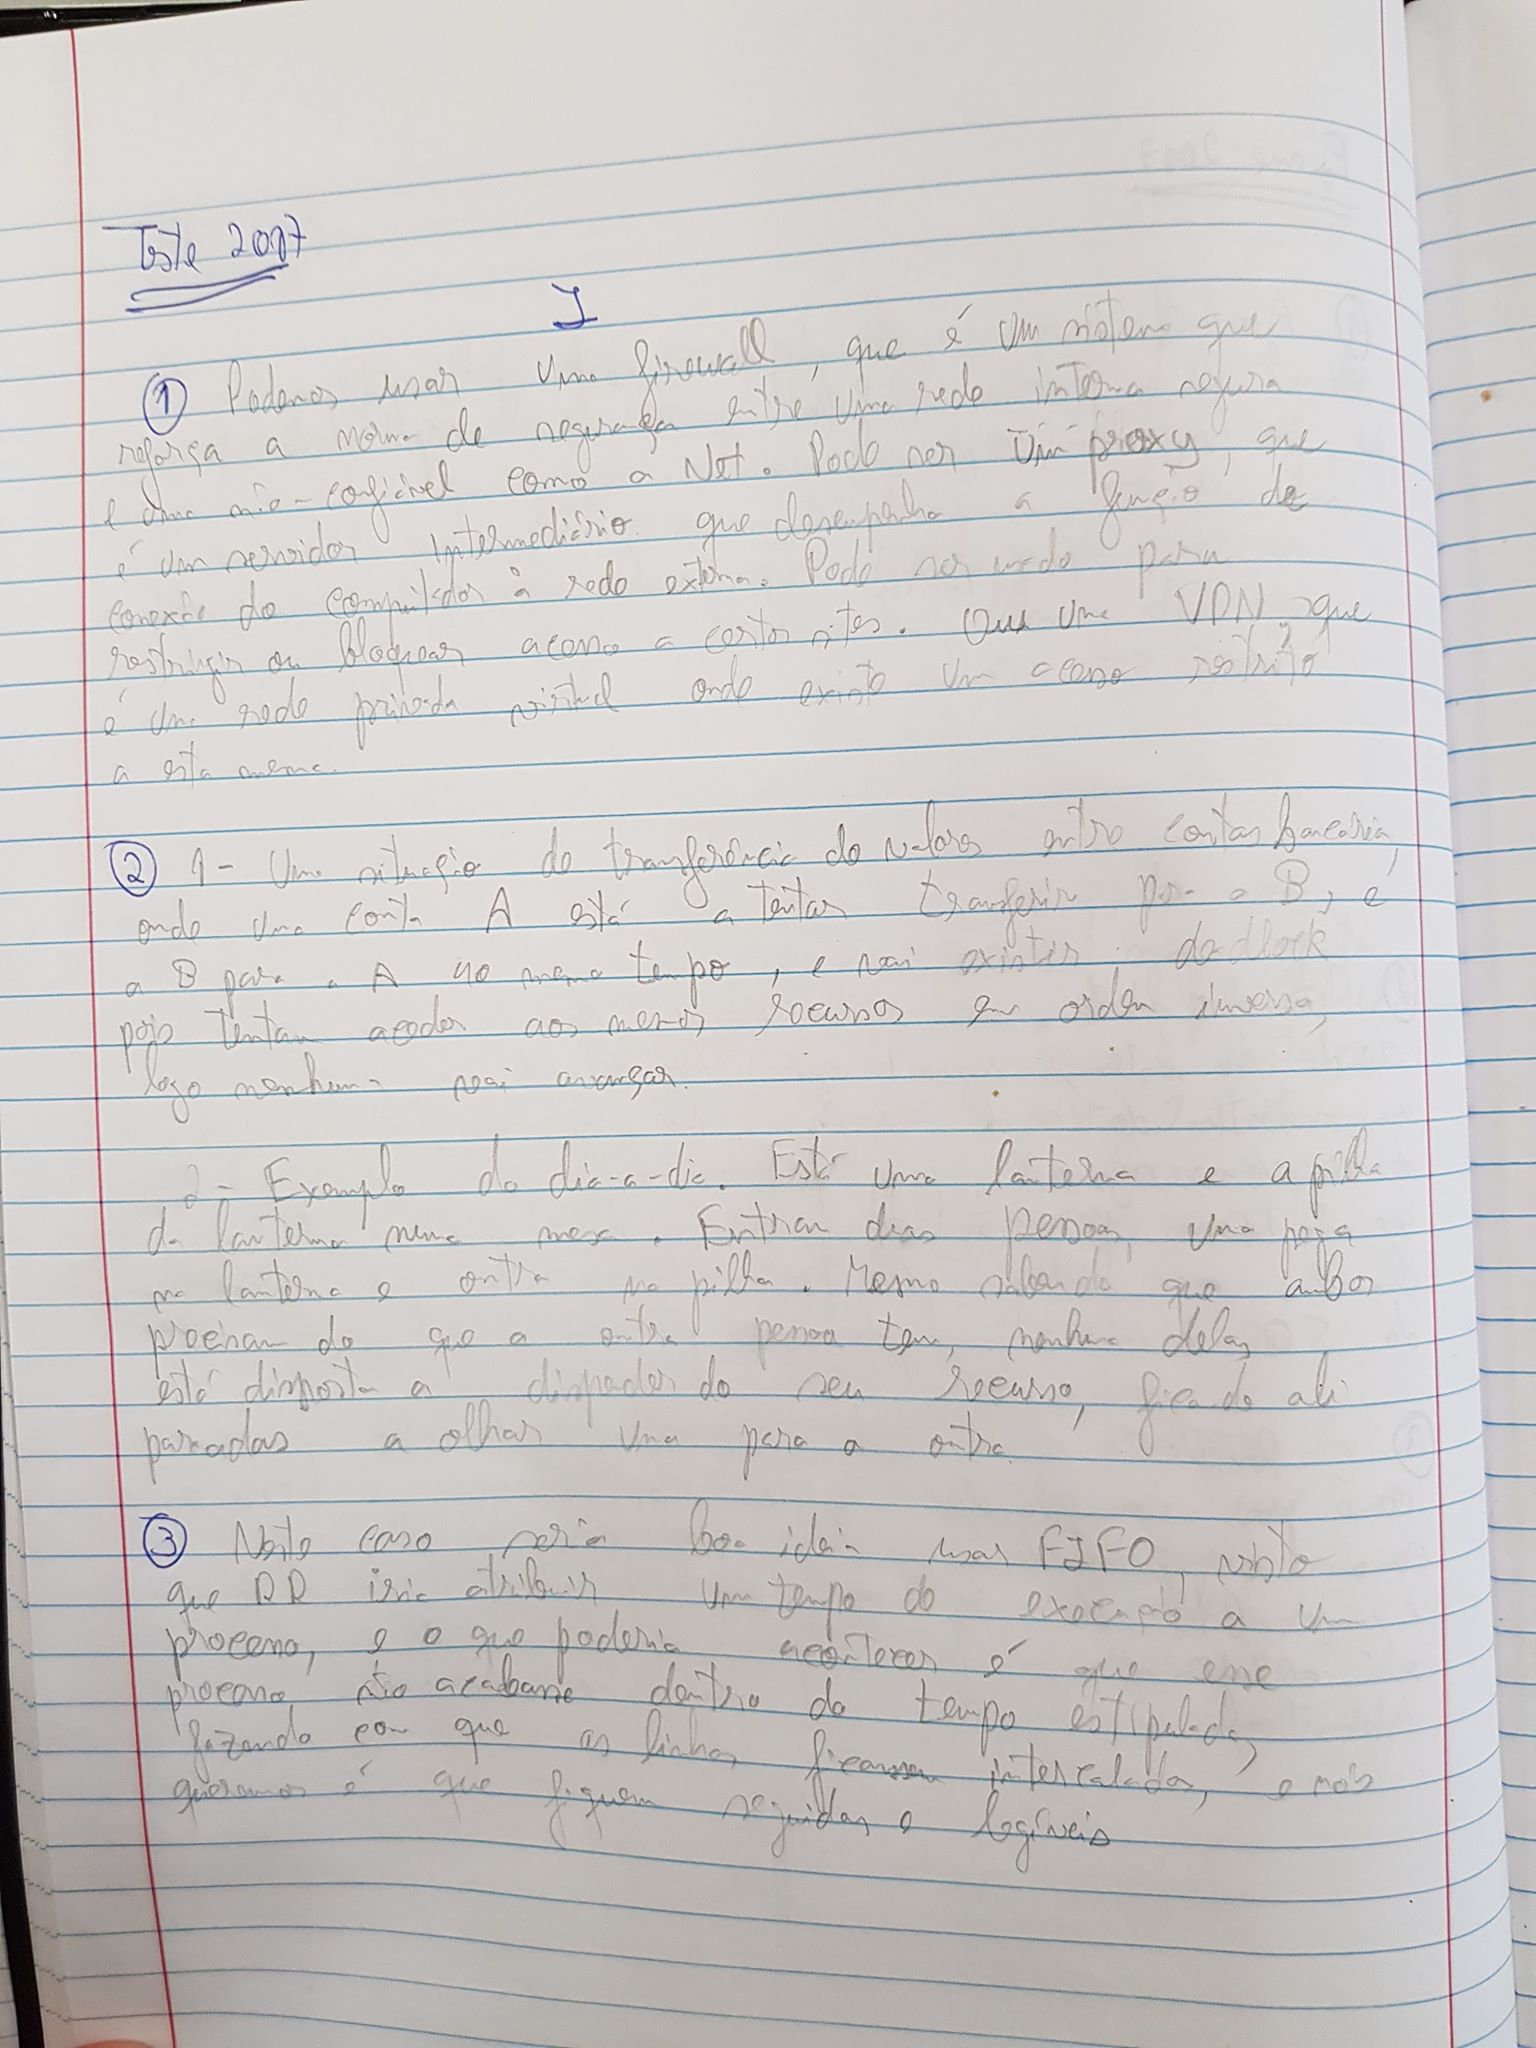 Teste 2017
I
① Podemos usar uma firewall, que é um sistema que
reforça a norma de segurança entre uma rede interna segura
e uma não-confiável como a Net. Pode ser um proxy, que
é um servidor intermediário que desempenha a função de
conexão do computador à rede externa. Pode ser usado para
restringir ou bloquear acesso a certos sites. Ou uma VPN, que
é uma rede privada virtual onde existe um acesso restrito
a esta mesma.
② 1- Uma situação de transferência de valores entre contas bancária,
onde uma conta A está a tentar transferir para a B, e
a B para a A ao mesmo tempo, e vai existir deadlock
pois tentam aceder aos mesmos recursos em ordem inversa,
logo nenhuma vai avançar.
2- Exemplo do dia-a-dia. Está uma lanterna e a pilha
da lanterna numa mesa. Entram duas pessoas, uma pega
na lanterna e outra na pilha. Mesmo sabendo que ambos
precisam do que a outra pessoa tem, nenhuma delas
está disposta a dispender do seu recurso, ficando ali
paradas a olhar uma para a outra.
③ Neste caso seria boa ideia usar FIFO, visto
que RR iria atribuir um tempo de execução a um
processo, e o que poderia acontecer é que esse
processo não acabasse dentro do tempo estipulado,
fazendo com que as linhas ficassem intercaladas, e nós
queremos é que fiquem seguidas e legíveis